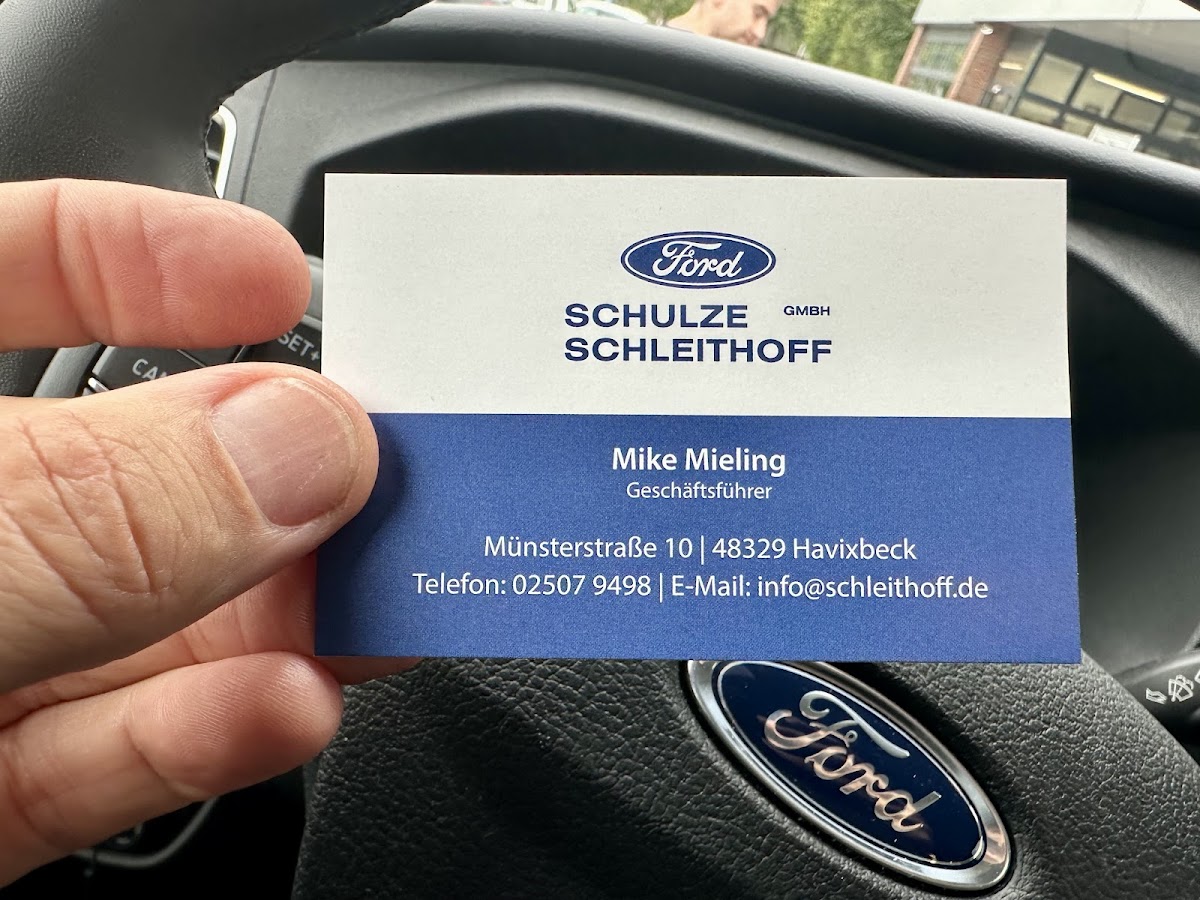 Ford
SCHULZE GMBH
SCHLEITHOFF
Mike Mieling
Geschäftsführer
Münsterstraße 10 | 48329 Havixbeck
Telefon: 02507 9498 | E-Mail: info@schleithoff.de
SET+
Ford